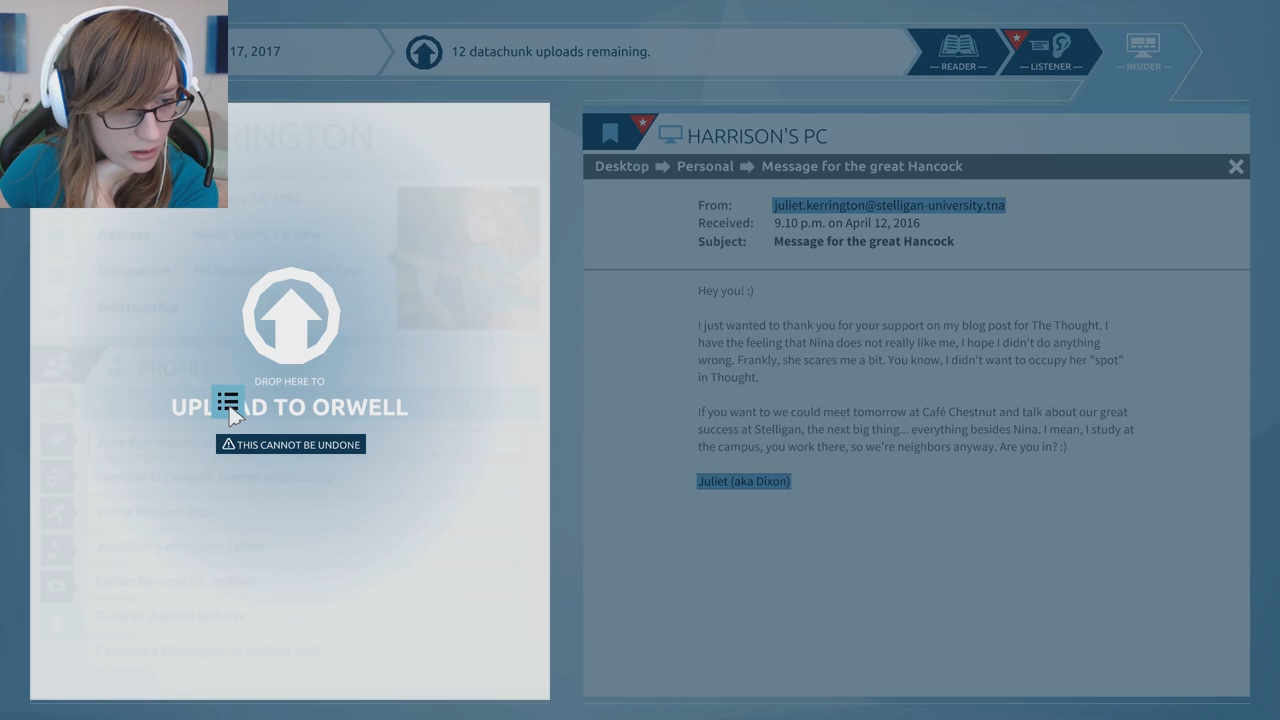 17, 2017
12 datachunk uploads remaining.
— READER —
— LISTENER —
— INSIDER —
HARRISON'S PC
Desktop Personal Message for the great Hancock
From: juliet.kerrington@stelligan-university.tna
Received: 9.10 p.m. on April 12, 2016
Subject: Message for the great Hancock
Hey you! :)
I just wanted to thank you for your support on my blog post for The Thought. I
have the feeling that Nina does not really like me, I hope I didn't do anything
wrong. Frankly, she scares me a bit. You know, I didn't want to occupy her "spot"
in Thought.
If you want to we could meet tomorrow at Café Chestnut and talk about our great
success at Stelligan, the next big thing... everything besides Nina. I mean, I study at
the campus, you work there, so we're neighbors anyway. Are you in? :)
Juliet (aka Dixon)
RINGTON
Address
Occupation
Relationship
PROFILE
DROP HERE TO
UPLOAD TO ORWELL
THIS CANNOT BE UNDONE